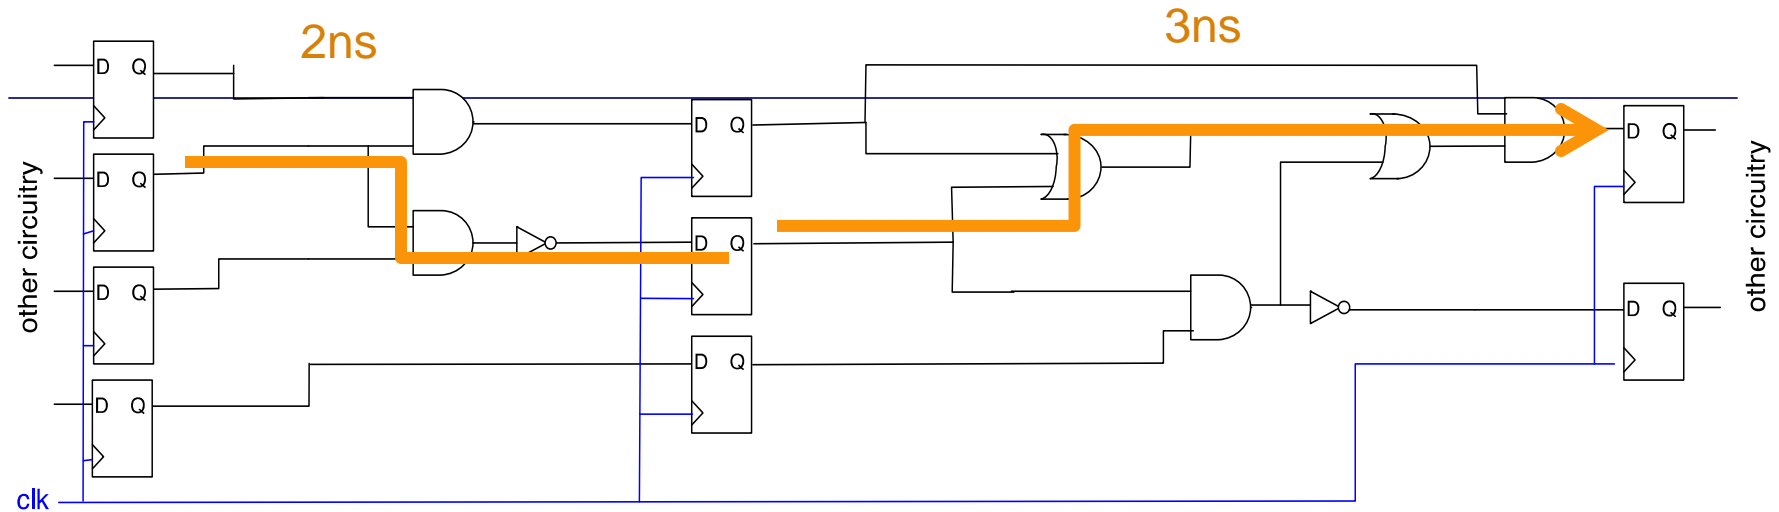 2ns
3ns
D Q
D Q
D Q
D Q
D Q
D Q
D Q
D Q
D Q
other circuitry
other circuitry
clk